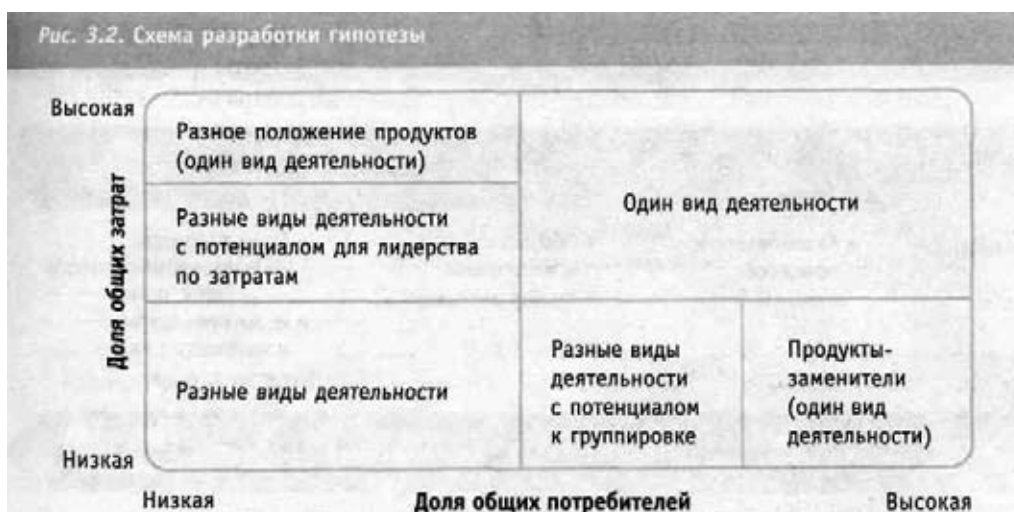 Рис. 3.2. Схема разработки гипотезы
Высокая
Разное положение продуктов
(один вид деятельности)
Разные виды деятельности
с потенциалом для лидерства
по затратам
Один вид деятельности
Доля общих затрат
Разные виды деятельности
Разные виды
деятельности
с потенциалом
к группировке
Продукты-
заменители
(один вид
деятельности)
Низкая
Низкая
Доля общих потребителей
Высокая